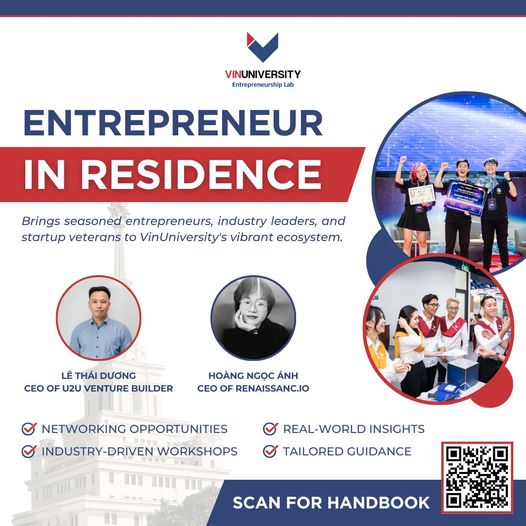 VINUNIVERSITY
Entrepreneurship Lab
ENTREPRENEUR
IN RESIDENCE
Brings seasoned entrepreneurs, industry leaders, and
startup veterans to VinUniversity's vibrant ecosystem.
LÊ THÁI DƯƠNG
CEO OF U2U VENTURE BUILDER
HOÀNG NGỌC ÁNH
CEO OF RENAISSANC.IO
NETWORKING OPPORTUNITIES
REAL-WORLD INSIGHTS
INDUSTRY-DRIVEN WORKSHOPS
TAILORED GUIDANCE
SCAN FOR HANDBOOK